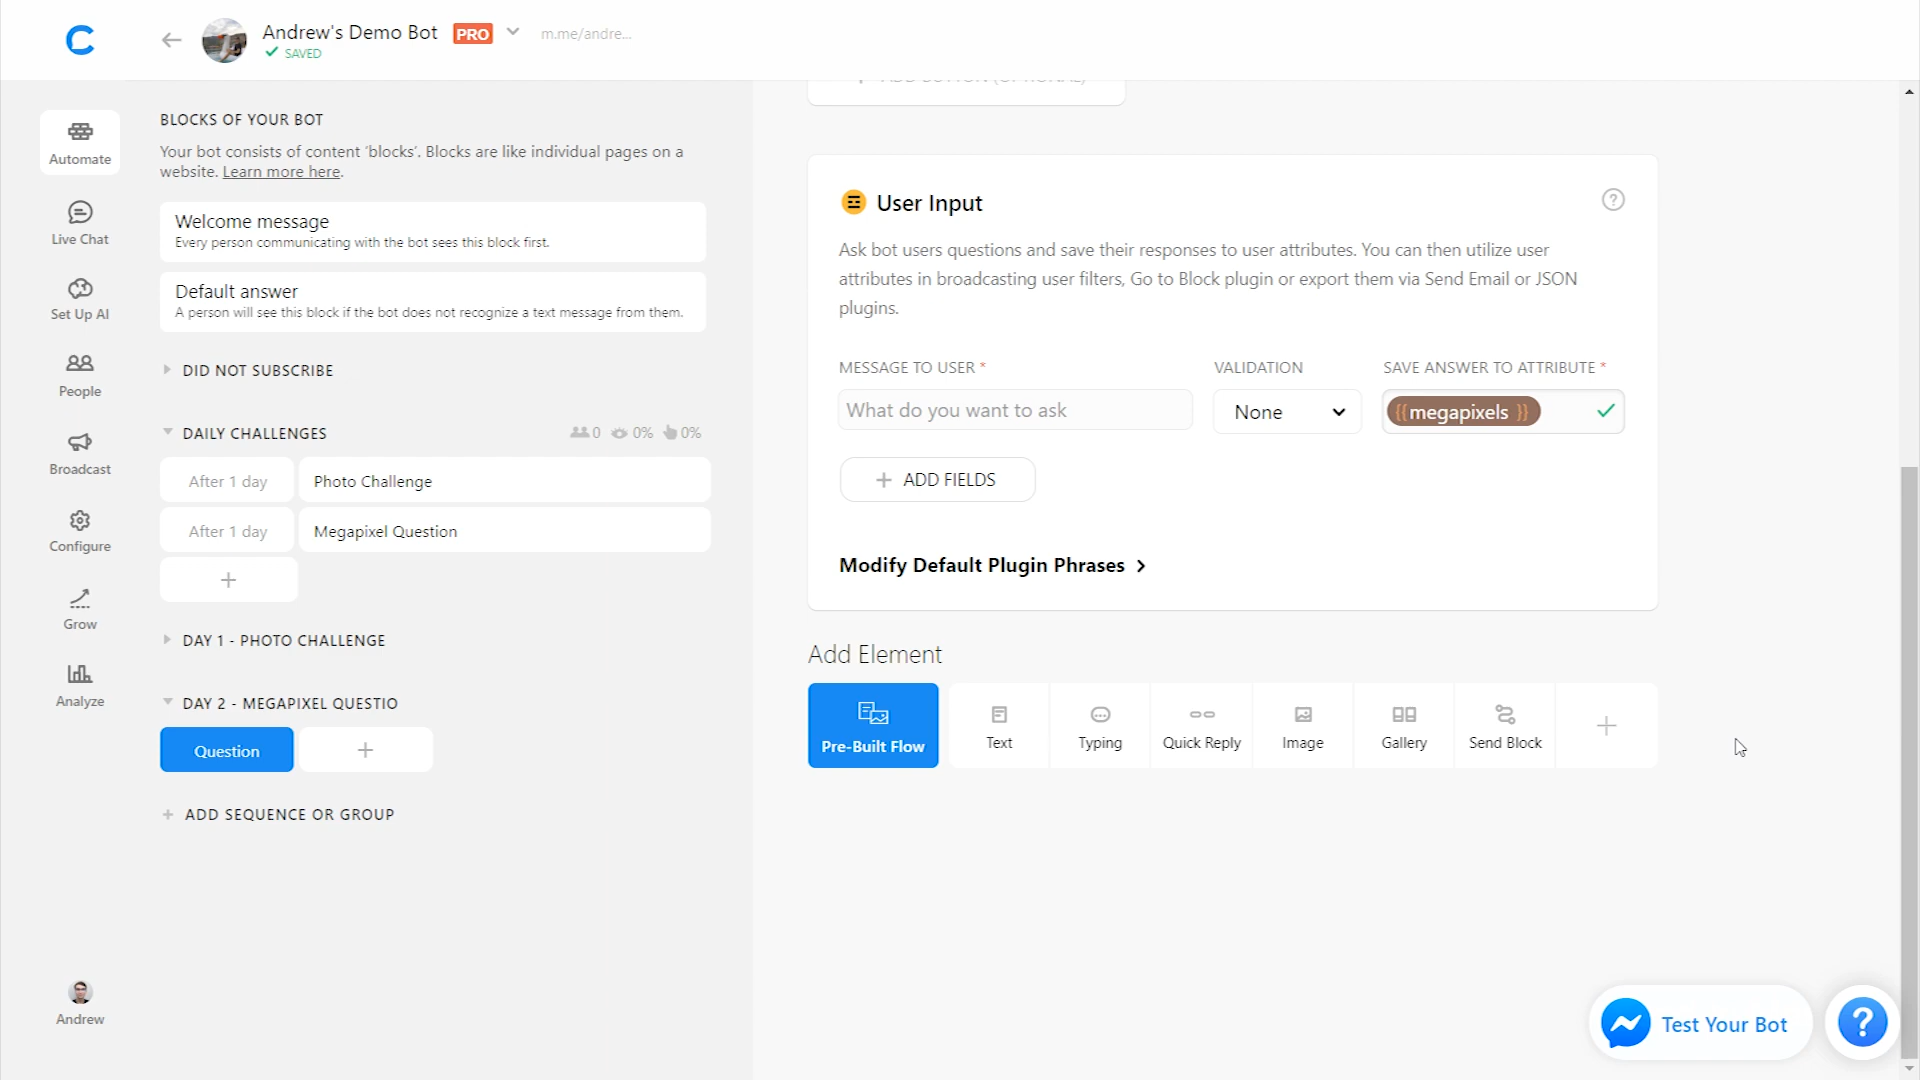 Andrew's Demo Bot PRO m.me/andre...
SAVED
Automate
Live Chat
Set Up AI
People
Broadcast
Configure
Grow
Analyze
Andrew
BLOCKS OF YOUR BOT
Your bot consists of content 'blocks'. Blocks are like individual pages on a
website. Learn more here.
Welcome message
Every person communicating with the bot sees this block first.
Default answer
A person will see this block if the bot does not recognize a text message from them.
DID NOT SUBSCRIBE
DAILY CHALLENGES 0 0% 0%
After 1 day Photo Challenge
After 1 day Megapixel Question
+
DAY 1 - PHOTO CHALLENGE
DAY 2 - MEGAPIXEL QUESTIO
Question +
+ ADD SEQUENCE OR GROUP
+ ADD BUTTON (OPTIONAL)
User Input ?
Ask bot users questions and save their responses to user attributes. You can then utilize user
attributes in broadcasting user filters, Go to Block plugin or export them via Send Email or JSON
plugins.
MESSAGE TO USER * VALIDATION SAVE ANSWER TO ATTRIBUTE *
What do you want to ask None {{megapixels }}
+ ADD FIELDS
Modify Default Plugin Phrases >
Add Element
Pre-Built Flow Text Typing Quick Reply Image Gallery Send Block +
Test Your Bot ?